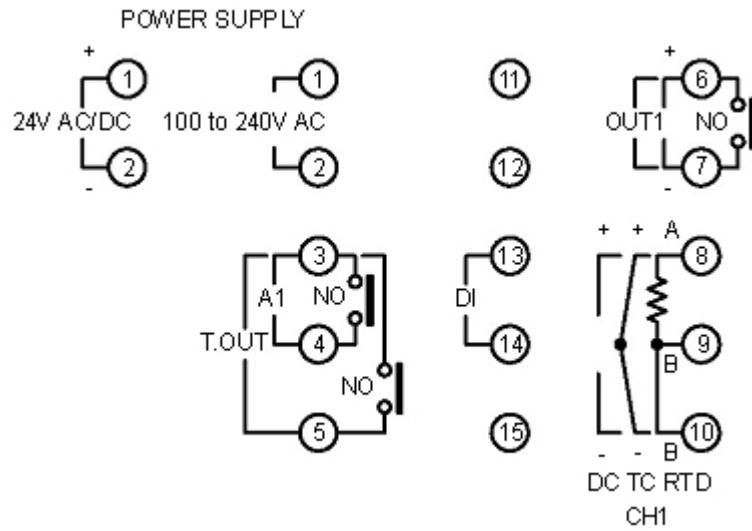 POWER SUPPLY
+ +
1 1 11 6
24V AC/DC 100 to 240V AC OUT1 NO
2 2 12 7
- -
+ + A
3 13 8
A1 NO DI
T.OUT 4 14 9
NO B
5 15 10
- - B
DC TC RTD
CH1